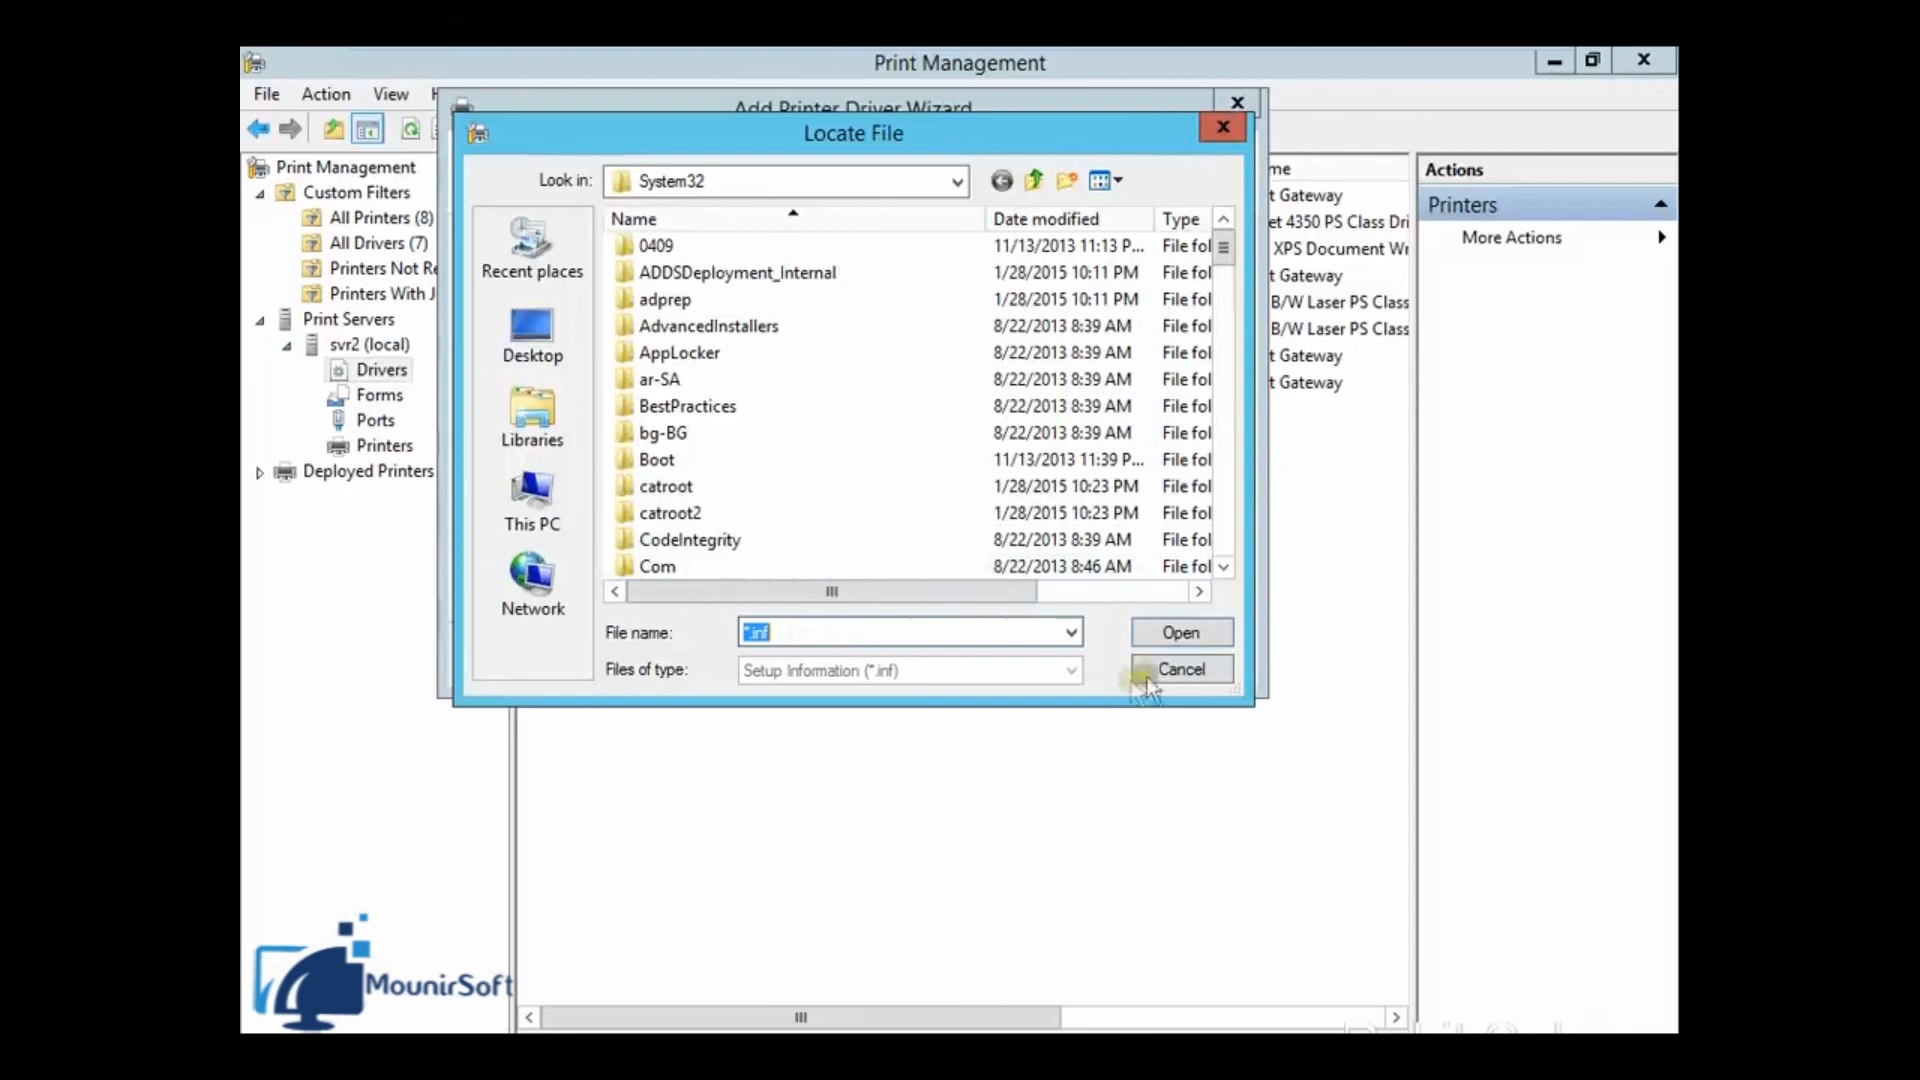 Print Management
File Action View
Add Printer Driver Wizard
Locate File
Print Management
Custom Filters
All Printers (8)
All Drivers (7)
Printers Not Re
Printers With J
Print Servers
svr2 (local)
Drivers
Forms
Ports
Printers
Deployed Printers
Look in: System32
Recent places
Desktop
Libraries
This PC
Network
Name Date modified Type
0409 11/13/2013 11:13 P... File fol
ADDSDeployment_Internal 1/28/2015 10:11 PM File fol
adprep 1/28/2015 10:11 PM File fol
AdvancedInstallers 8/22/2013 8:39 AM File fol
AppLocker 8/22/2013 8:39 AM File fol
ar-SA 8/22/2013 8:39 AM File fol
BestPractices 8/22/2013 8:39 AM File fol
bg-BG 8/22/2013 8:39 AM File fol
Boot 11/13/2013 11:39 P... File fol
catroot 1/28/2015 10:23 PM File fol
catroot2 1/28/2015 10:23 PM File fol
CodeIntegrity 8/22/2013 8:39 AM File fol
Com 8/22/2013 8:46 AM File fol
File name: *.inf Open
Files of type: Setup Information (*.inf) Cancel
me
t Gateway
et 4350 PS Class Dri
XPS Document Wr
t Gateway
B/W Laser PS Class
B/W Laser PS Class
t Gateway
t Gateway
Actions
Printers
More Actions
MounirSoft